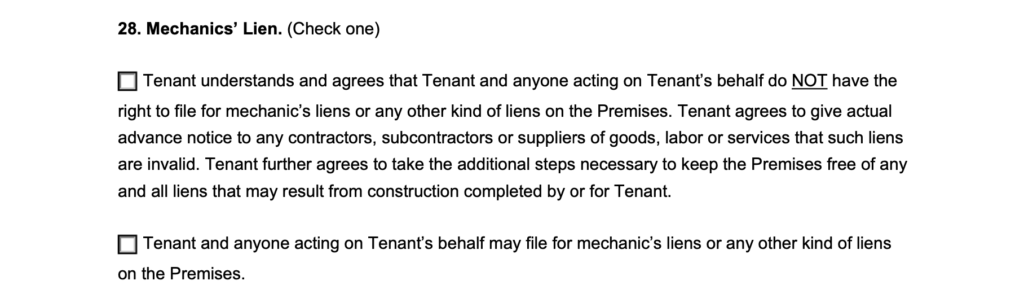 28. Mechanics’ Lien. (Check one)
Tenant understands and agrees that Tenant and anyone acting on Tenant’s behalf do NOT have the
right to file for mechanic’s liens or any other kind of liens on the Premises. Tenant agrees to give actual
advance notice to any contractors, subcontractors or suppliers of goods, labor or services that such liens
are invalid. Tenant further agrees to take the additional steps necessary to keep the Premises free of any
and all liens that may result from construction completed by or for Tenant.
Tenant and anyone acting on Tenant’s behalf may file for mechanic’s liens or any other kind of liens
on the Premises.